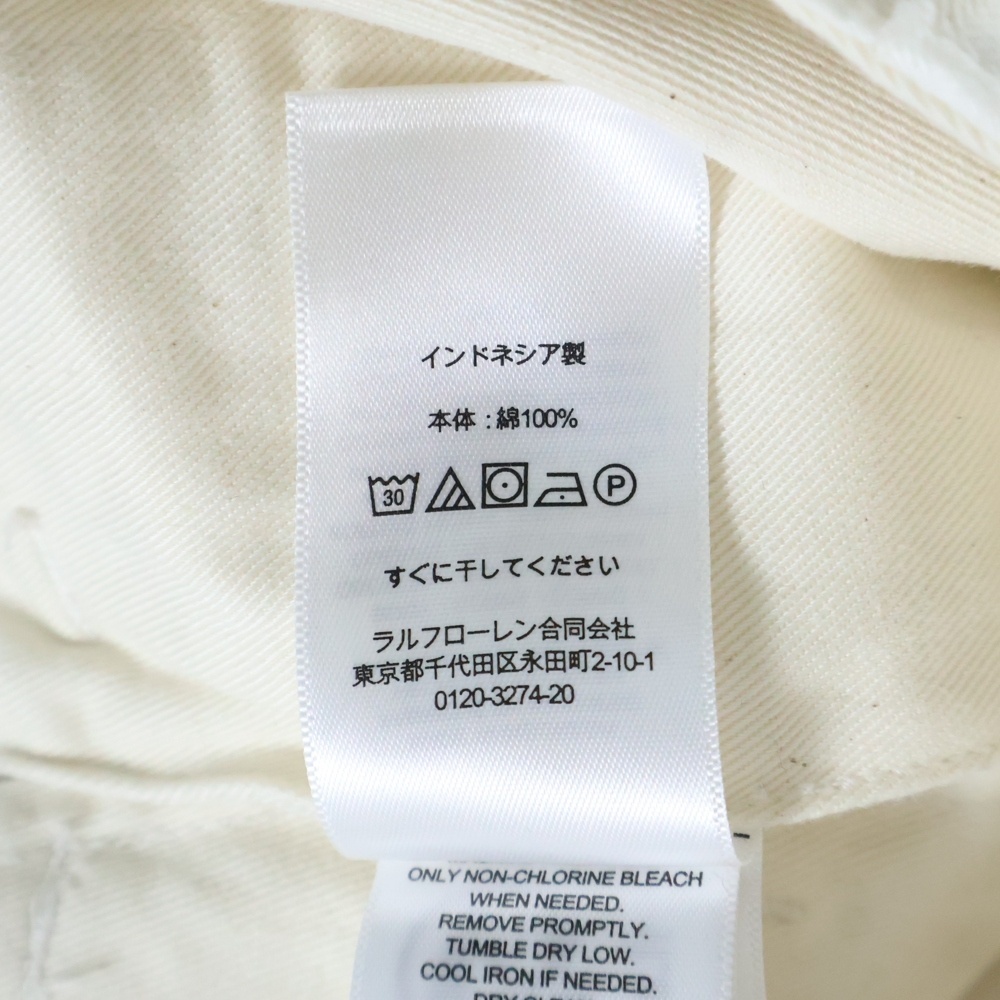 インドネシア製
本体 : 綿100%
30 P
すぐに干してください
ラルフローレン合同会社
東京都千代田区永田町2-10-1
0120-3274-20
ONLY NON-CHLORINE BLEACH
WHEN NEEDED.
REMOVE PROMPTLY.
TUMBLE DRY LOW.
COOL IRON IF NEEDED.